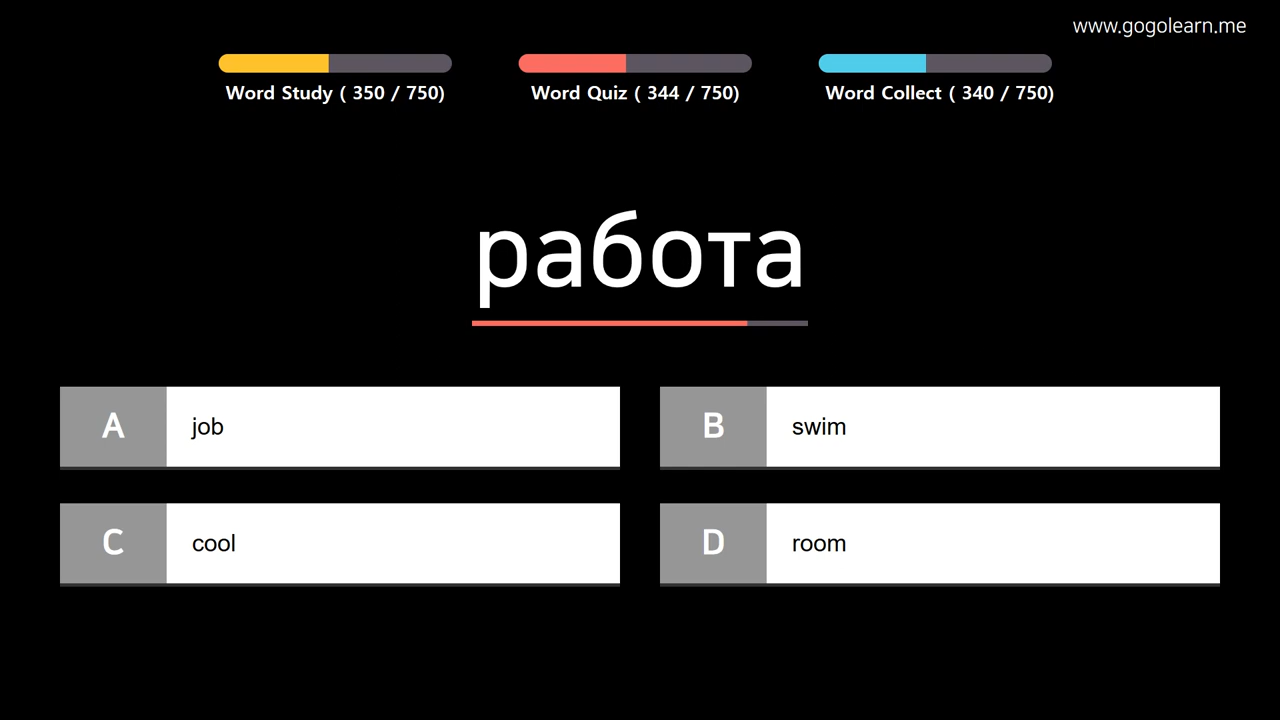 www.gogolearn.me
Word Study ( 350 / 750)
Word Quiz ( 344 / 750)
Word Collect ( 340 / 750)
работа
A job
B swim
C cool
D room